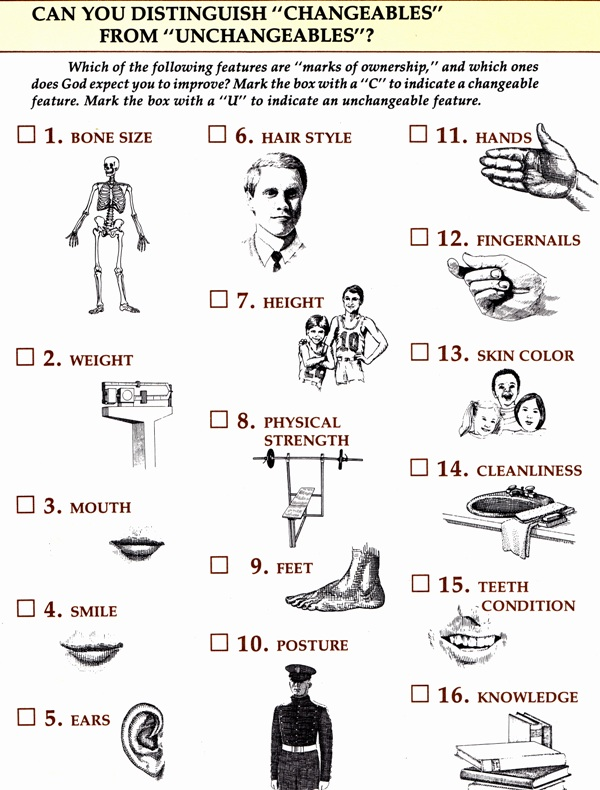 CAN YOU DISTINGUISH "CHANGEABLES"
FROM "UNCHANGEABLES"?
Which of the following features are "marks of ownership," and which ones
does God expect you to improve? Mark the box with a "C" to indicate a changeable
feature. Mark the box with a "U" to indicate an unchangeable feature.
1. BONE SIZE
2. WEIGHT
3. MOUTH
4. SMILE
5. EARS
6. HAIR STYLE
7. HEIGHT
10
8. PHYSICAL
STRENGTH
9. FEET
10. POSTURE
11. HANDS
12. FINGERNAILS
13. SKIN COLOR
14. CLEANLINESS
15. TEETH
CONDITION
16. KNOWLEDGE